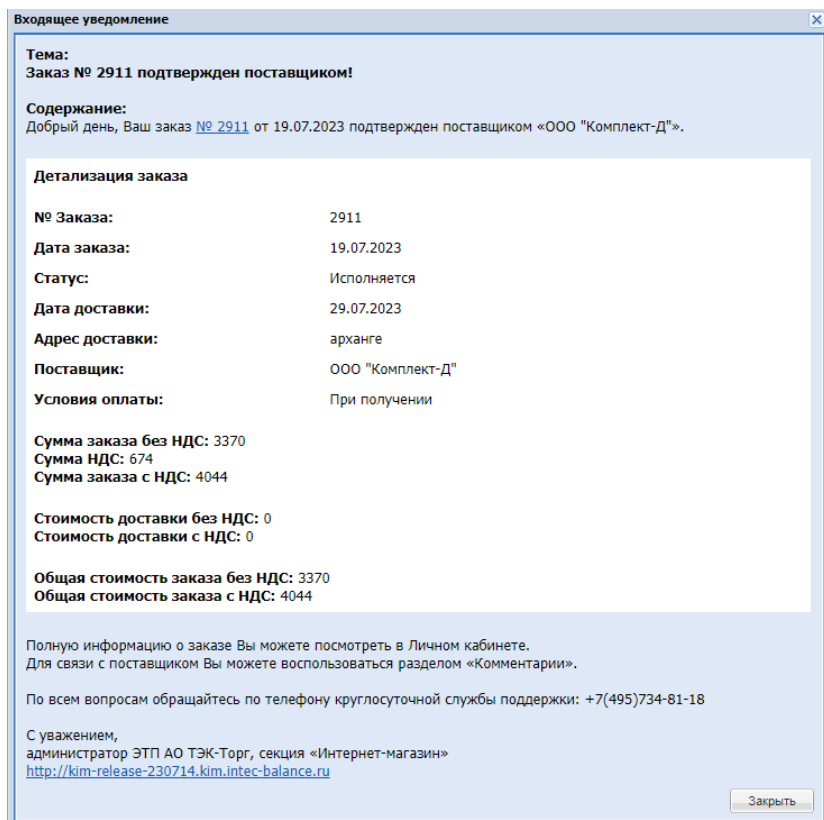 Входящее уведомление
Тема:
Заказ № 2911 подтвержден поставщиком!
Содержание:
Добрый день, Ваш заказ № 2911 от 19.07.2023 подтвержден поставщиком «ООО "Комплект-Д"».
Детализация заказа
№ Заказа: 2911
Дата заказа: 19.07.2023
Статус: Исполняется
Дата доставки: 29.07.2023
Адрес доставки: арханге
Поставщик: ООО "Комплект-Д"
Условия оплаты: При получении
Сумма заказа без НДС: 3370
Сумма НДС: 674
Сумма заказа с НДС: 4044
Стоимость доставки без НДС: 0
Стоимость доставки с НДС: 0
Общая стоимость заказа без НДС: 3370
Общая стоимость заказа с НДС: 4044
Полную информацию о заказе Вы можете посмотреть в Личном кабинете.
Для связи с поставщиком Вы можете воспользоваться разделом «Комментарии».
По всем вопросам обращайтесь по телефону круглосуточной службы поддержки: +7(495)734-81-18
С уважением,
администратор ЭТП АО ТЭК-Торг, секция «Интернет-магазин»
http://kim-release-230714.kim.intec-balance.ru
Закрыть